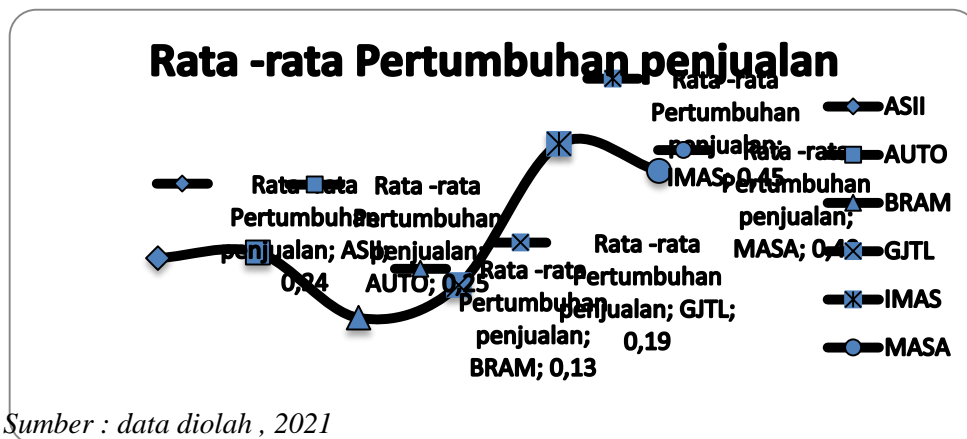 Rata -rata Pertumbuhan penjualan
Rata -rata
Pertumbuhan
penjualan; ASII;
0,24
Rata -rata
Pertumbuhan
penjualan;
AUTO; 0,25
Rata -rata
Pertumbuhan
penjualan;
BRAM; 0,13
Rata -rata
Pertumbuhan
penjualan; GJTL;
0,19
Rata -rata
Pertumbuhan
penjualan;
IMAS; 0,45
Rata -rata
Pertumbuhan
penjualan;
MASA;
ASII
AUTO
BRAM
GJTL
IMAS
MASA
Sumber : data diolah , 2021